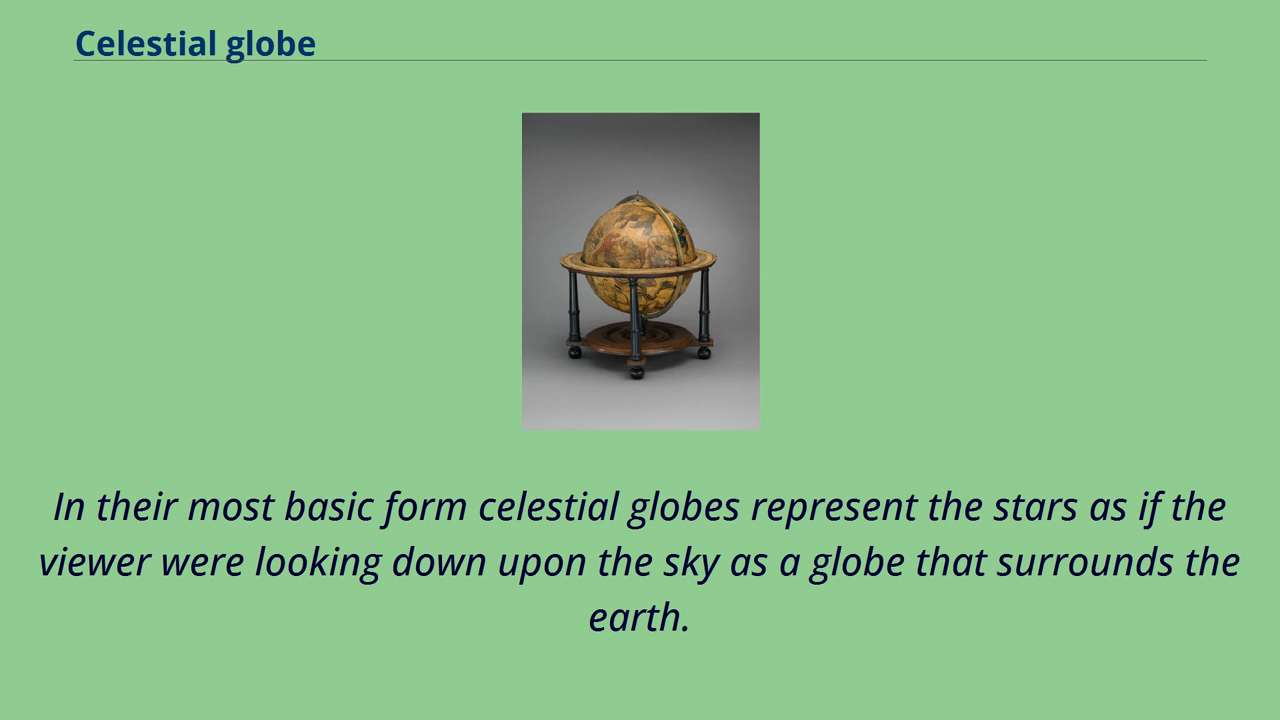 Celestial globe
In their most basic form celestial globes represent the stars as if the
viewer were looking down upon the sky as a globe that surrounds the
earth.